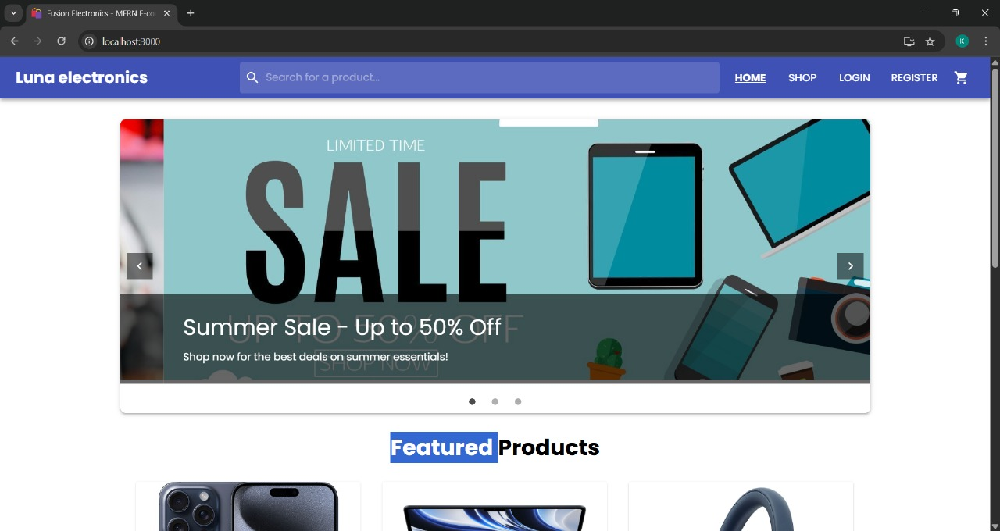 Fusion Electronics - MERN E-co
localhost:3000
K
Luna electronics
Search for a product...
HOME
SHOP
LOGIN
REGISTER
LIMITED TIME
SALE
UP TO 50% OFF
SHOP NOW
Summer Sale - Up to 50% Off
Shop now for the best deals on summer essentials!
Featured Products